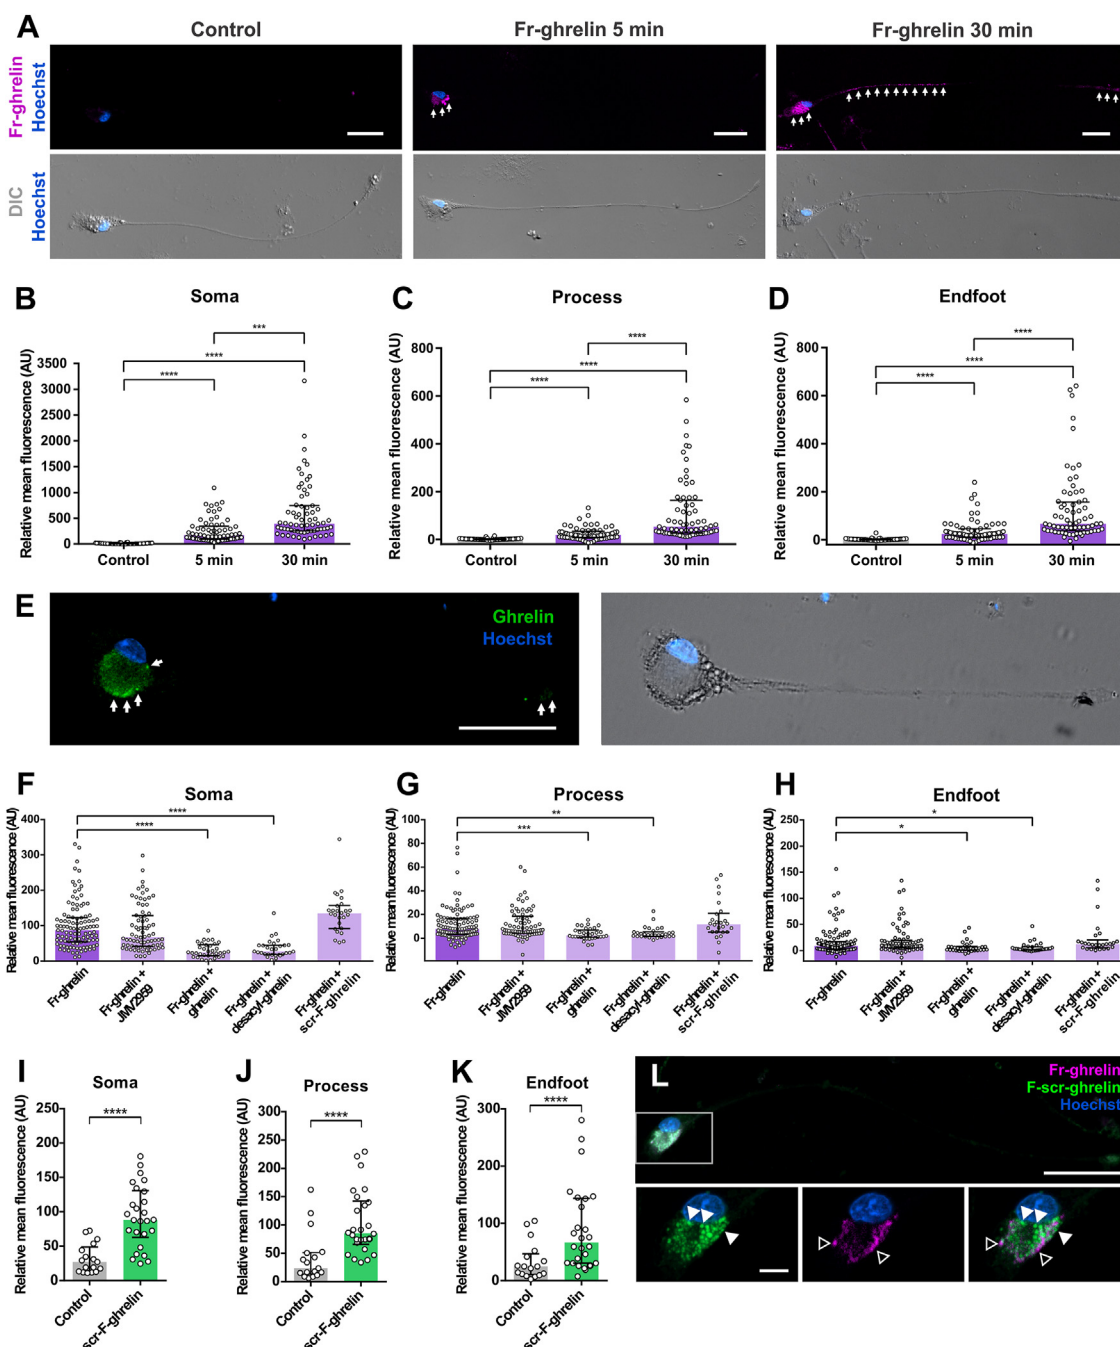 A
Control
Fr-ghrelin 5 min
Fr-ghrelin 30 min
Fr-ghrelin
Hoechst
DIC
Hoechst
B
Soma
Relative mean fluorescence (AU)
3500
3000
2500
2000
1500
1000
500
0
***
****
****
Control
5 min
30 min
C
Process
Relative mean fluorescence (AU)
800
600
400
200
0
****
****
****
Control
5 min
30 min
D
Endfoot
Relative mean fluorescence (AU)
800
600
400
200
0
****
****
****
Control
5 min
30 min
E
Ghrelin
Hoechst
F
Soma
Relative mean fluorescence (AU)
400
300
200
100
0
****
****
Fr-ghrelin
Fr-ghrelin +
JMV2959
Fr-ghrelin +
ghrelin
Fr-ghrelin +
desacyl-ghrelin
Fr-ghrelin +
scr-F-ghrelin
G
Process
Relative mean fluorescence (AU)
100
80
60
40
20
0
**
***
Fr-ghrelin
Fr-ghrelin +
JMV2959
Fr-ghrelin +
ghrelin
Fr-ghrelin +
desacyl-ghrelin
Fr-ghrelin +
scr-F-ghrelin
H
Endfoot
Relative mean fluorescence (AU)
250
200
150
100
50
0
*
*
Fr-ghrelin
Fr-ghrelin +
JMV2959
Fr-ghrelin +
ghrelin
Fr-ghrelin +
desacyl-ghrelin
Fr-ghrelin +
scr-F-ghrelin
I
Soma
Relative mean fluorescence (AU)
250
200
150
100
50
0
****
Control
scr-F-ghrelin
J
Process
Relative mean fluorescence (AU)
300
250
200
150
100
50
0
****
Control
scr-F-ghrelin
K
Endfoot
Relative mean fluorescence (AU)
300
200
100
0
****
Control
scr-F-ghrelin
L
Fr-ghrelin
F-scr-ghrelin
Hoechst